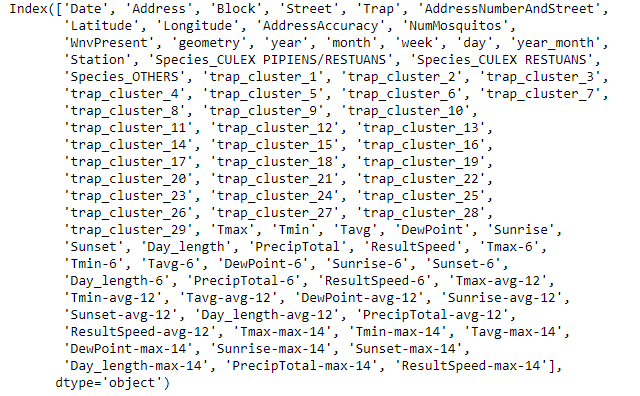 Index(['Date', 'Address', 'Block', 'Street', 'Trap', 'AddressNumberAndStreet',
'Latitude', 'Longitude', 'AddressAccuracy', 'NumMosquitos',
'WnvPresent', 'geometry', 'year', 'month', 'week', 'day', 'year_month',
'Station', 'Species_CULEX PIPIENS/RESTUANS', 'Species_CULEX RESTUANS',
'Species_OTHERS', 'trap_cluster_1', 'trap_cluster_2', 'trap_cluster_3',
'trap_cluster_4', 'trap_cluster_5', 'trap_cluster_6', 'trap_cluster_7',
'trap_cluster_8', 'trap_cluster_9', 'trap_cluster_10',
'trap_cluster_11', 'trap_cluster_12', 'trap_cluster_13',
'trap_cluster_14', 'trap_cluster_15', 'trap_cluster_16',
'trap_cluster_17', 'trap_cluster_18', 'trap_cluster_19',
'trap_cluster_20', 'trap_cluster_21', 'trap_cluster_22',
'trap_cluster_23', 'trap_cluster_24', 'trap_cluster_25',
'trap_cluster_26', 'trap_cluster_27', 'trap_cluster_28',
'trap_cluster_29', 'Tmax', 'Tmin', 'Tavg', 'DewPoint', 'Sunrise',
'Sunset', 'Day_length', 'PrecipTotal', 'ResultSpeed', 'Tmax-6',
'Tmin-6', 'Tavg-6', 'DewPoint-6', 'Sunrise-6', 'Sunset-6',
'Day_length-6', 'PrecipTotal-6', 'ResultSpeed-6', 'Tmax-avg-12',
'Tmin-avg-12', 'Tavg-avg-12', 'DewPoint-avg-12', 'Sunrise-avg-12',
'Sunset-avg-12', 'Day_length-avg-12', 'PrecipTotal-avg-12',
'ResultSpeed-avg-12', 'Tmax-max-14', 'Tmin-max-14', 'Tavg-max-14',
'DewPoint-max-14', 'Sunrise-max-14', 'Sunset-max-14',
'Day_length-max-14', 'PrecipTotal-max-14', 'ResultSpeed-max-14'],
dtype='object')